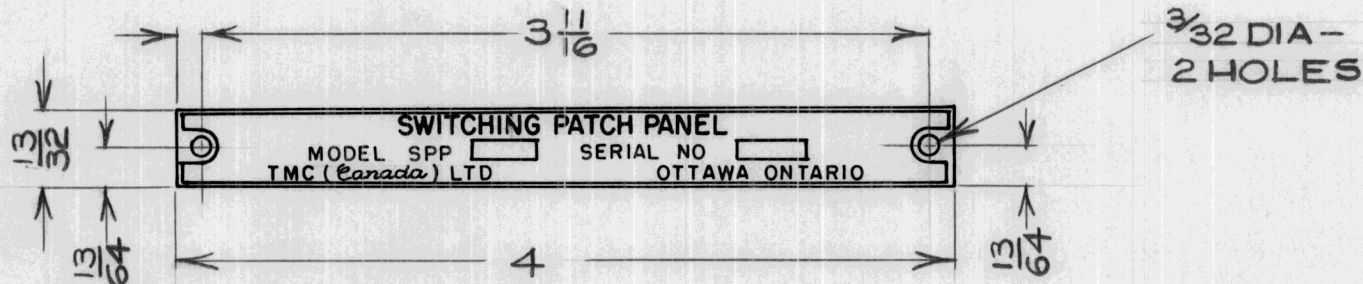 3 11/16
3/32 DIA-
2 HOLES
13/32
SWITCHING PATCH PANEL
MODEL SPP SERIAL NO
TMC (Canada) LTD OTTAWA ONTARIO
13/64
4
13/64